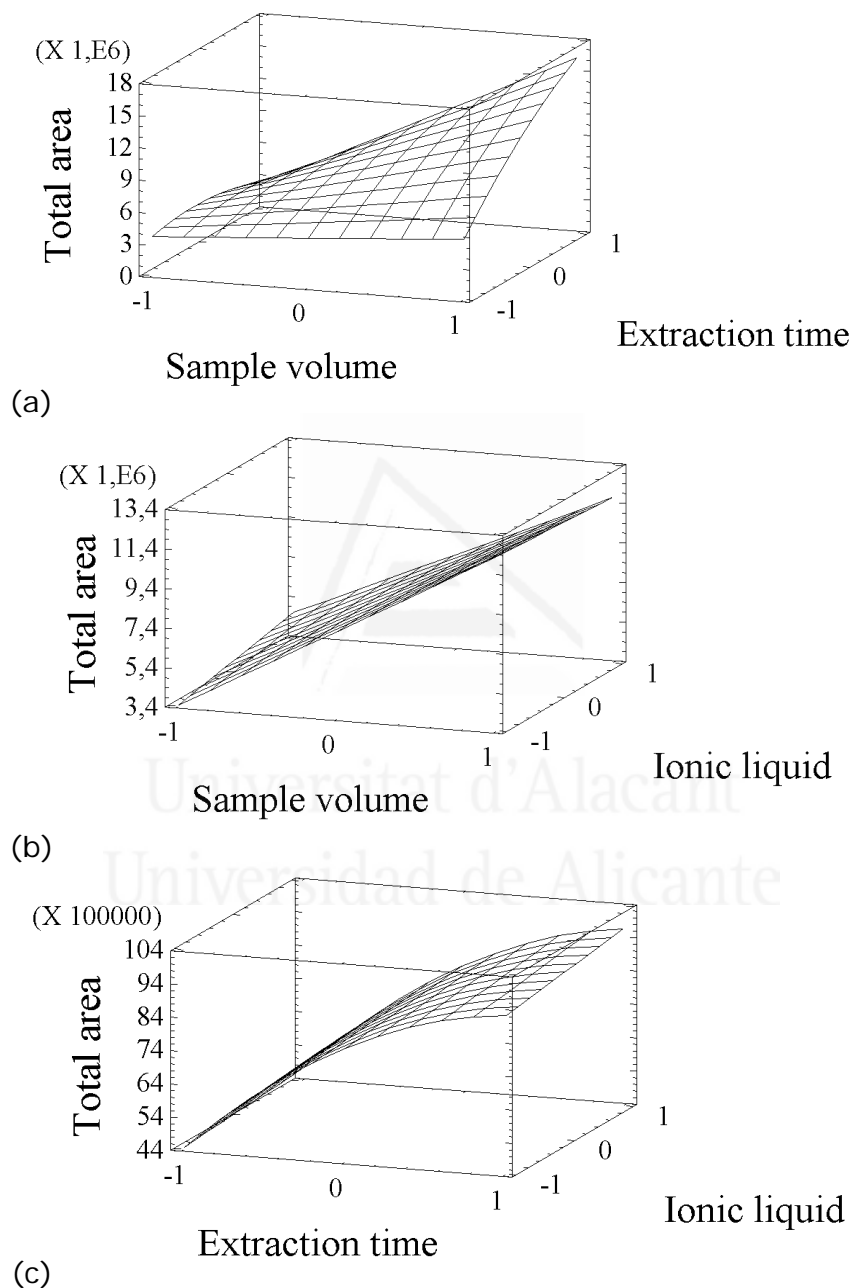 (X 1,E6)
18
15
12
9
6
3
0
Total area
-1
0
1
Sample volume
-1
0
1
Extraction time
(a)
(X 1,E6)
13,4
11,4
9,4
7,4
5,4
3,4
Total area
-1
0
1
Sample volume
-1
0
1
Ionic liquid
(b)
Universitat d'Alacant
Universidad de Alicante
(X 100000)
104
94
84
74
64
54
44
Total area
-1
0
1
Extraction time
-1
0
1
Ionic liquid
(c)